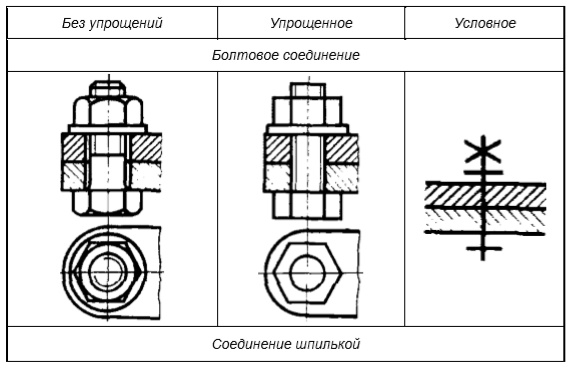 Без упрощений
Упрощенное
Условное
Болтовое соединение
Соединение шпилькой